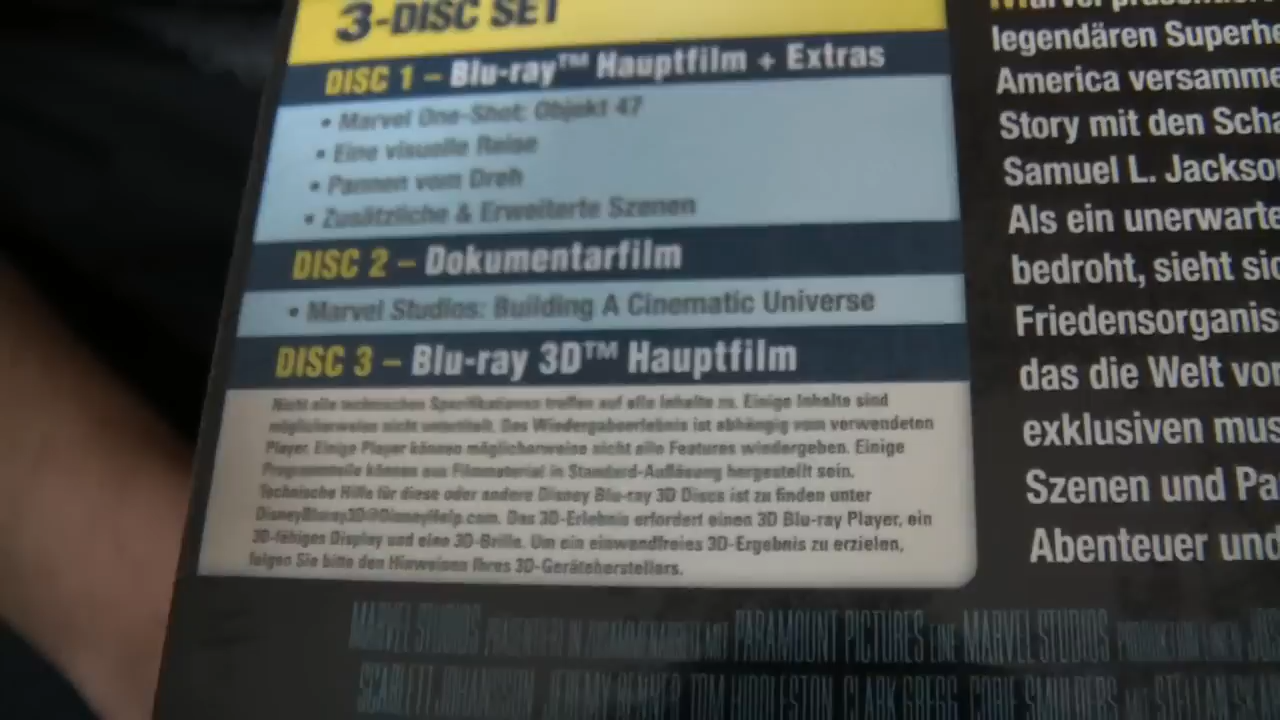 3-DISC SET
DISC 1 – Blu-ray™ Hauptfilm + Extras
• Marvel One-Shot: Objekt 47
• Eine visuelle Reise
• Pannen vom Dreh
• Zusätzliche & Erweiterte Szenen
DISC 2 – Dokumentarfilm
• Marvel Studios: Building A Cinematic Universe
DISC 3 – Blu-ray 3D™ Hauptfilm
Nicht alle technischen Spezifikationen treffen auf alle Inhalte zu. Einige Inhalte sind
möglicherweise nicht untertitelt. Das Wiedergabeerlebnis ist abhängig vom verwendeten
Player. Einige Player können möglicherweise nicht alle Features wiedergeben. Einige
Programmteile können aus Filmmaterial in Standard-Auflösung hergestellt sein.
Technische Hilfe für diese oder andere Disney Blu-ray 3D Discs ist zu finden unter
DisneyBluray3D@DisneyHelp.com. Das 3D-Erlebnis erfordert einen 3D Blu-ray Player, ein
3D-fähiges Display und eine 3D-Brille. Um ein einwandfreies 3D-Ergebnis zu erzielen,
folgen Sie bitte den Hinweisen Ihres 3D-Geräteherstellers.
Marvel präsentier
legendären Superhe
America versamme
Story mit den Scha
Samuel L. Jackso
Als ein unerwarte
bedroht, sieht sic
Friedensorganis
das die Welt vor
exklusiven mus
Szenen und Pa
Abenteuer und
MARVEL STUDIOS PRÄSENTIERT IN ZUSAMMENARBEIT MIT PARAMOUNT PICTURES EINE MARVEL STUDIOS PRODUKTION
SCARLETT JOHANSSON JEREMY RENNER TOM HIDDLESTON CLARK GREGG COBIE SMULDERS STELLAN